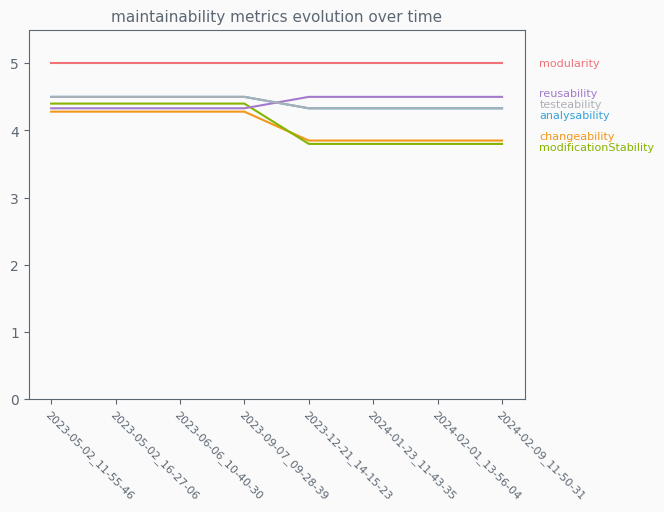 maintainability metrics evolution over time
5
4
3
2
1
0
modularity
reusability
testeability
analysability
changeability
modificationStability
2023-05-02_11-55-46
2023-05-02_16-27-06
2023-06-06_10-40-30
2023-09-07_09-28-39
2023-12-21_14-15-23
2024-01-23_11-43-35
2024-02-01_13-56-04
2024-02-09_11-50-31